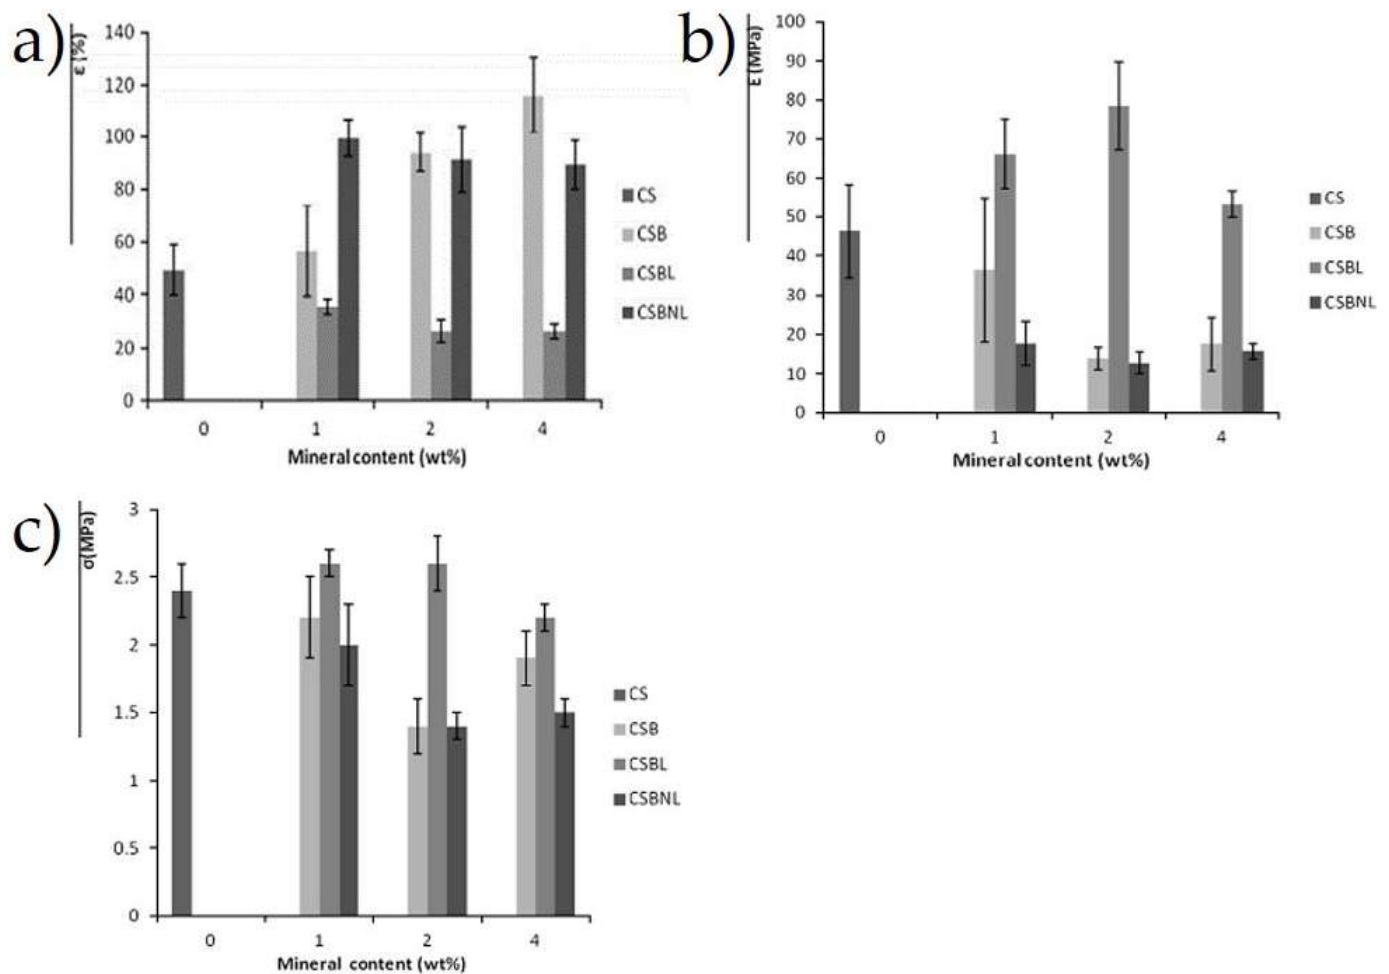 a)
ε (%)
140
120
100
80
60
40
20
0
0 1 2 4
Mineral content (wt%)
CS
CSB
CSBL
CSBNL
b)
E (MPa)
100
90
80
70
60
50
40
30
20
10
0
0 1 2 4
Mineral content (wt%)
CS
CSB
CSBL
CSBNL
c)
σ(MPa)
3
2.5
2
1.5
1
0.5
0
0 1 2 4
Mineral content (wt%)
CS
CSB
CSBL
CSBNL